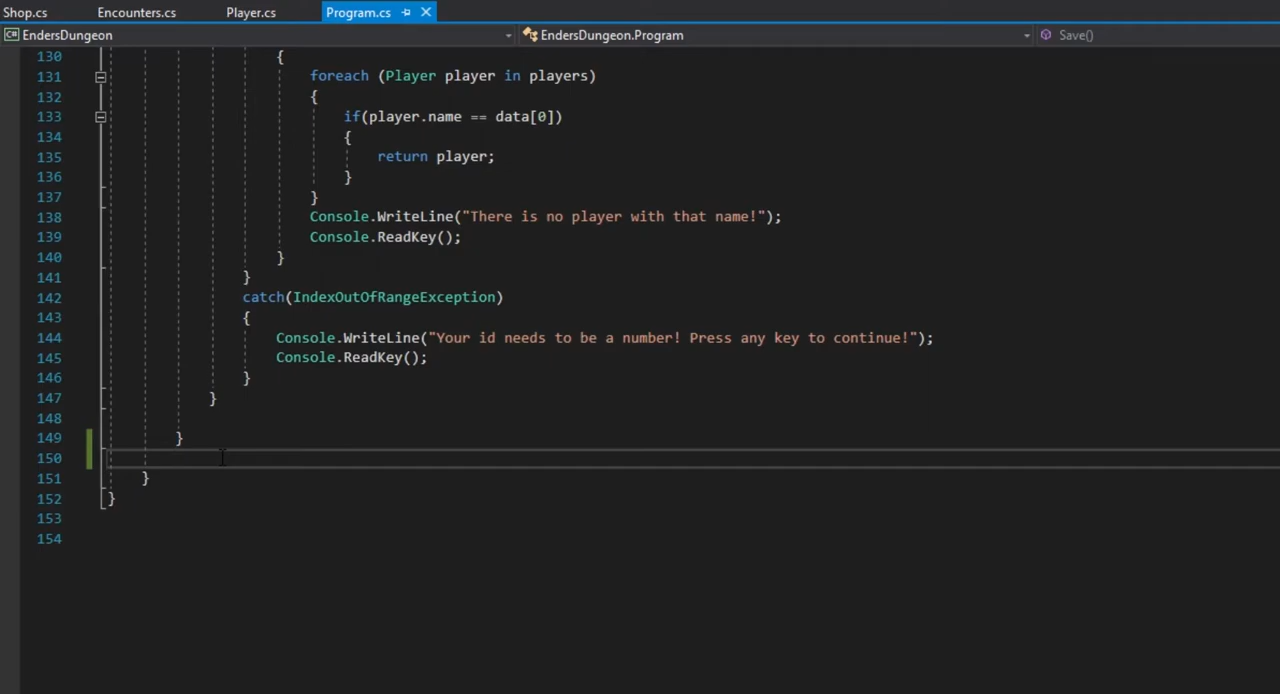 Shop.cs Encounters.cs Player.cs Program.cs
C# EndersDungeon EndersDungeon.Program Save()
130 {
131 foreach (Player player in players)
132 {
133 if(player.name == data[0])
134 {
135 return player;
136 }
137 }
138 Console.WriteLine("There is no player with that name!");
139 Console.ReadKey();
140 }
141 }
142 catch(IndexOutOfRangeException)
143 {
144 Console.WriteLine("Your id needs to be a number! Press any key to continue!");
145 Console.ReadKey();
146 }
147 }
148
149 }
150
151 }
152 }
153
154